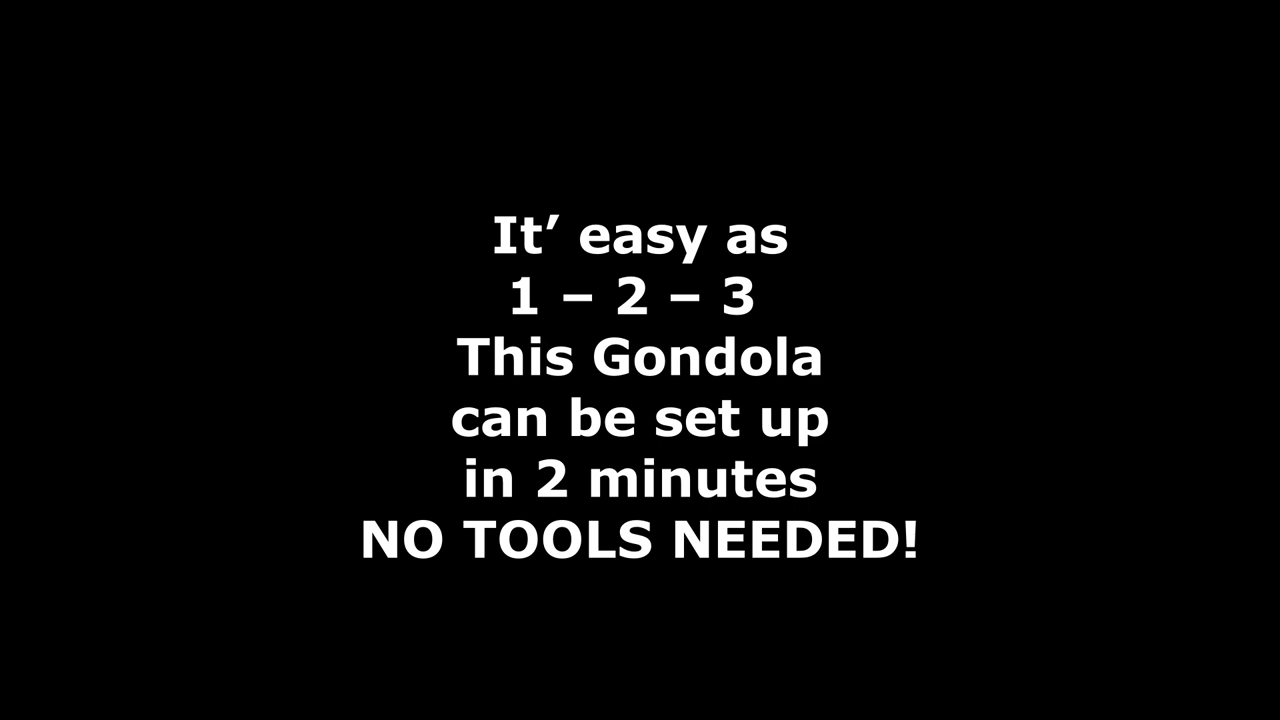 It’ easy as
1 – 2 – 3
This Gondola
can be set up
in 2 minutes
NO TOOLS NEEDED!